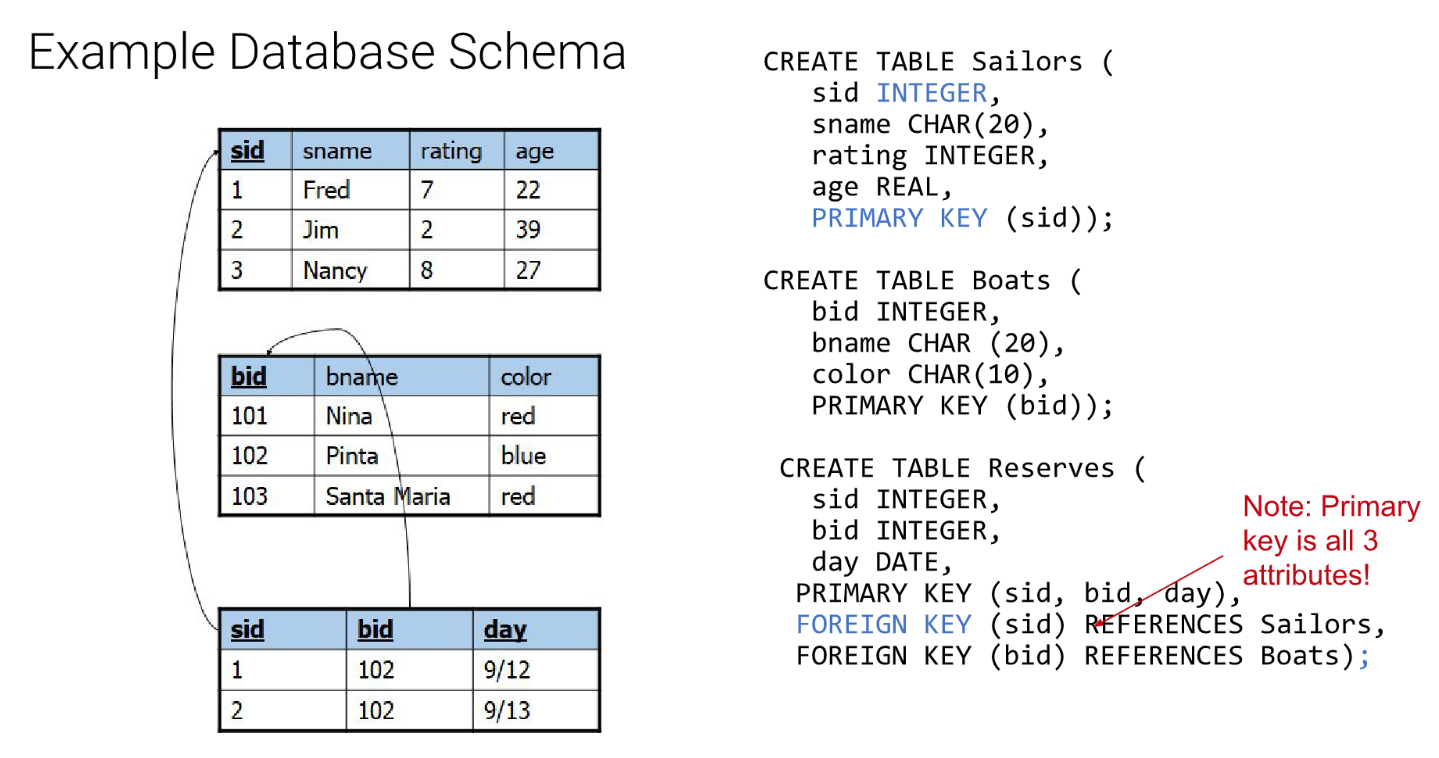 Example Database Schema
sid sname rating age
1 Fred 7 22
2 Jim 2 39
3 Nancy 8 27
bid bname color
101 Nina red
102 Pinta blue
103 Santa Maria red
sid bid day
1 102 9/12
2 102 9/13
CREATE TABLE Sailors (
sid INTEGER,
sname CHAR(20),
rating INTEGER,
age REAL,
PRIMARY KEY (sid));
CREATE TABLE Boats (
bid INTEGER,
bname CHAR (20),
color CHAR(10),
PRIMARY KEY (bid));
CREATE TABLE Reserves (
sid INTEGER,
bid INTEGER,
day DATE,
PRIMARY KEY (sid, bid, day),
FOREIGN KEY (sid) REFERENCES Sailors,
FOREIGN KEY (bid) REFERENCES Boats);
Note: Primary
key is all 3
attributes!